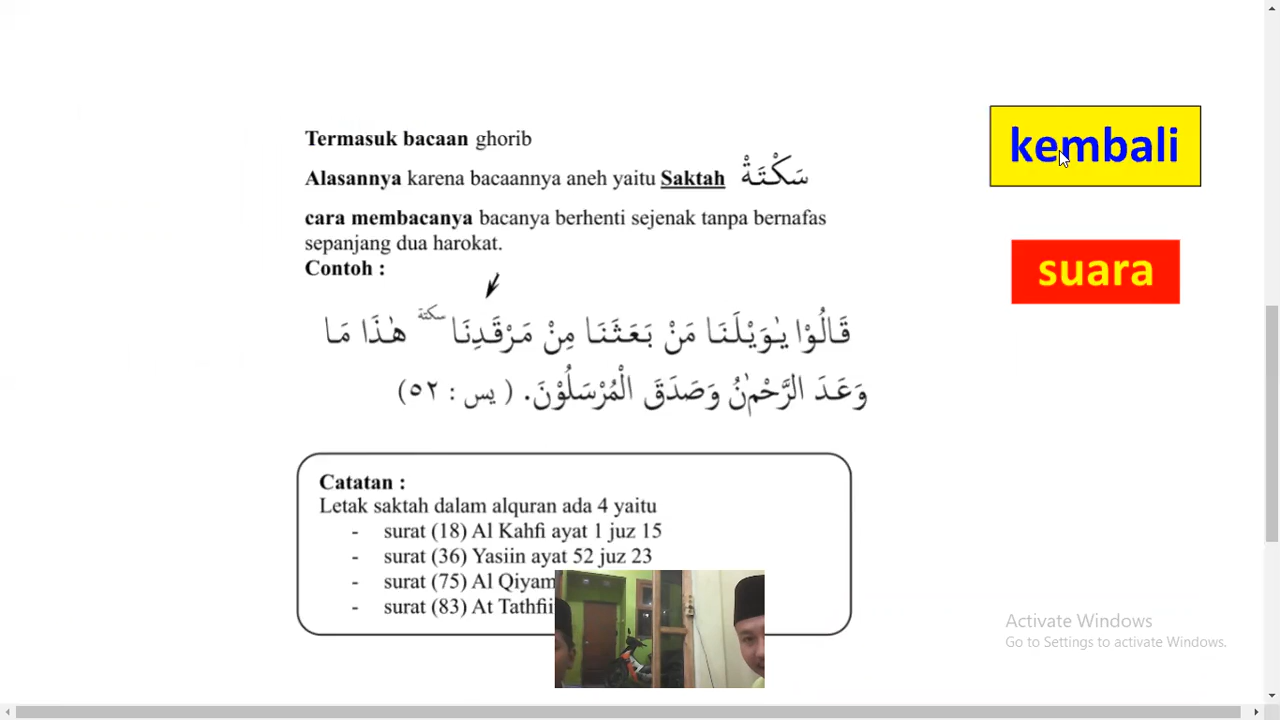 Termasuk bacaan ghorib
Alasannya karena bacaannya aneh yaitu Saktah سَكْتَةْ
cara membacanya bacanya berhenti sejenak tanpa bernafas
sepanjang dua harokat.
Contoh :
قَالُوْا يٰوَيْلَنَا مَنْ بَعَثَنَا مِنْ مَرْقَدِنَا سكتة هٰذَا مَا
وَعَدَ الرَّحْمٰنُ وَصَدَقَ الْمُرْسَلُوْنَ. ( يس : ٥٢)
Catatan :
Letak saktah dalam alquran ada 4 yaitu
- surat (18) Al Kahfi ayat 1 juz 15
- surat (36) Yasiin ayat 52 juz 23
- surat (75) Al Qiyam
- surat (83) At Tathfii
kembali
suara
Activate Windows
Go to Settings to activate Windows.